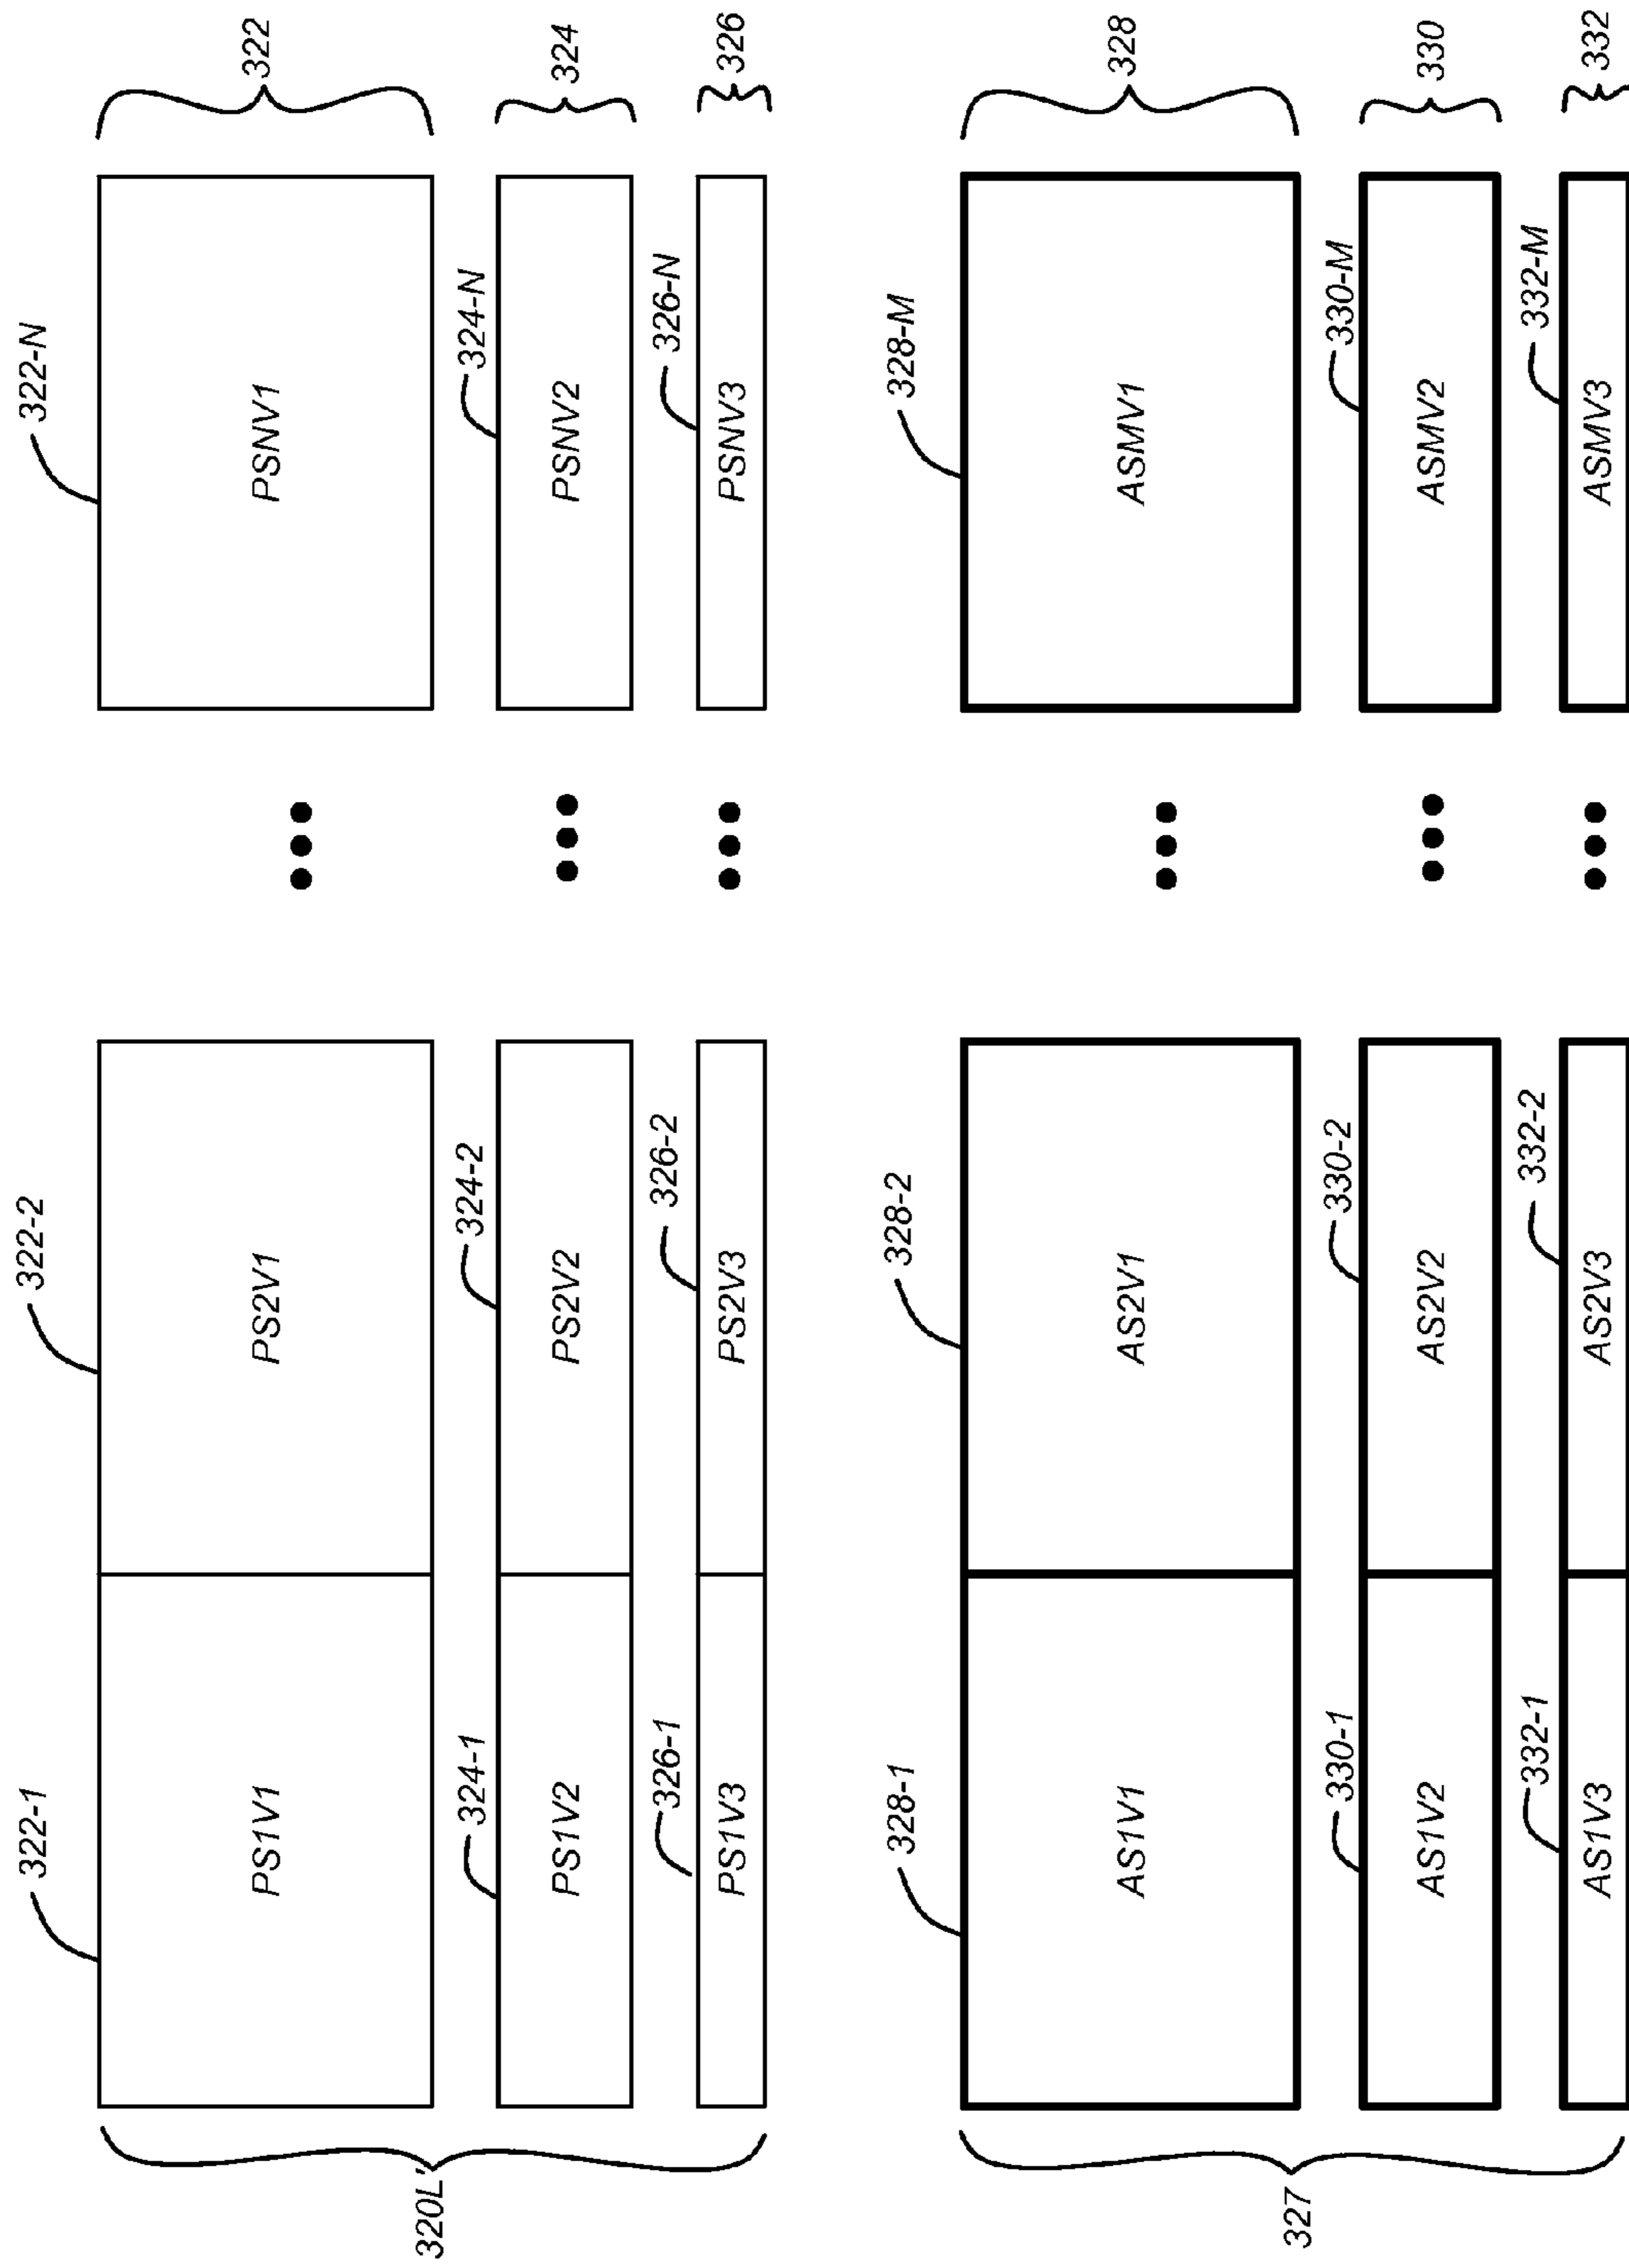 322-1
322-2
322-N
PS1V1
PS2V1
PSNV1
322
324-1
324-2
324-N
PS1V2
PS2V2
PSNV2
324
326-1
326-2
326-N
PS1V3
PS2V3
PSNV3
326
320L'
328-1
328-2
328-M
AS1V1
AS2V1
ASMV1
328
330-1
330-2
330-M
AS1V2
AS2V2
ASMV2
330
332-1
332-2
332-M
AS1V3
AS2V3
ASMV3
332
327